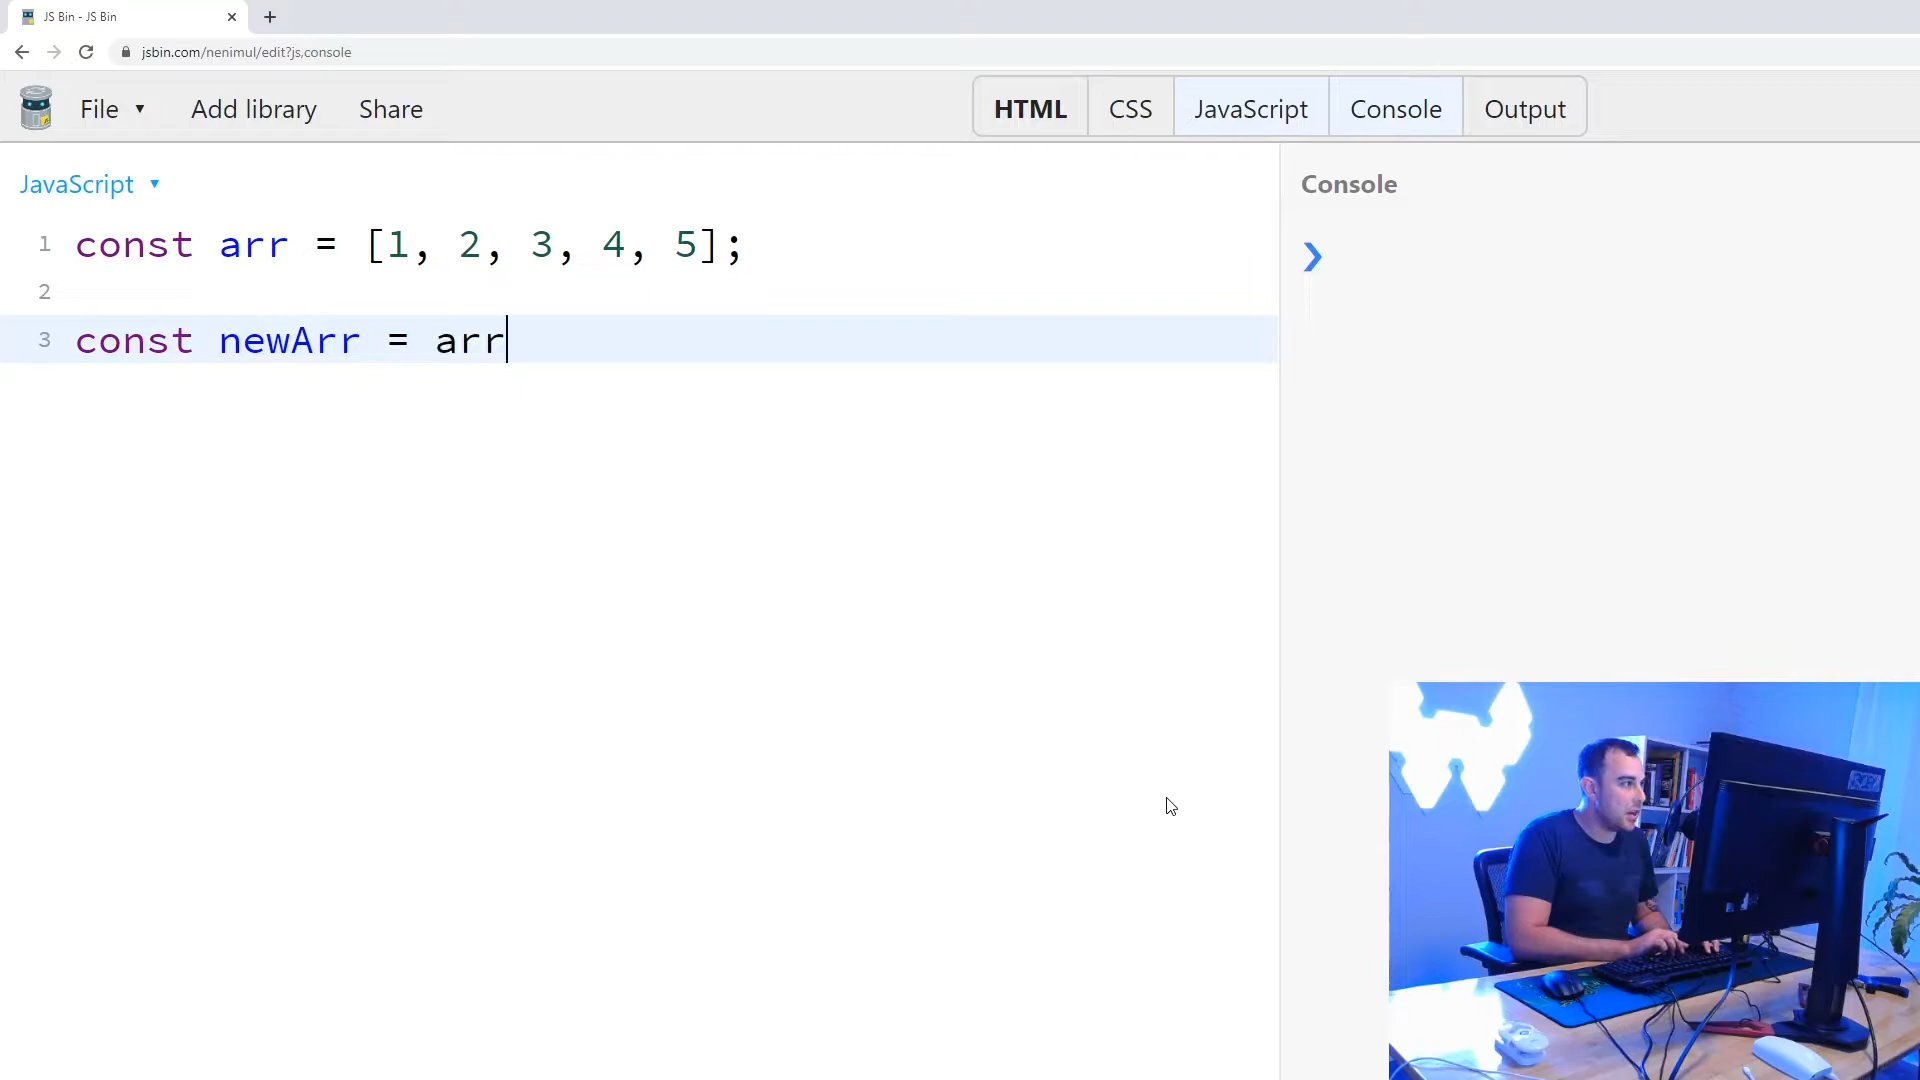 JS Bin - JS Bin
jsbin.com/nenimul/edit?js,console
File Add library Share HTML CSS JavaScript Console Output
JavaScript
Console
1 const arr = [1, 2, 3, 4, 5];
2
3 const newArr = arr